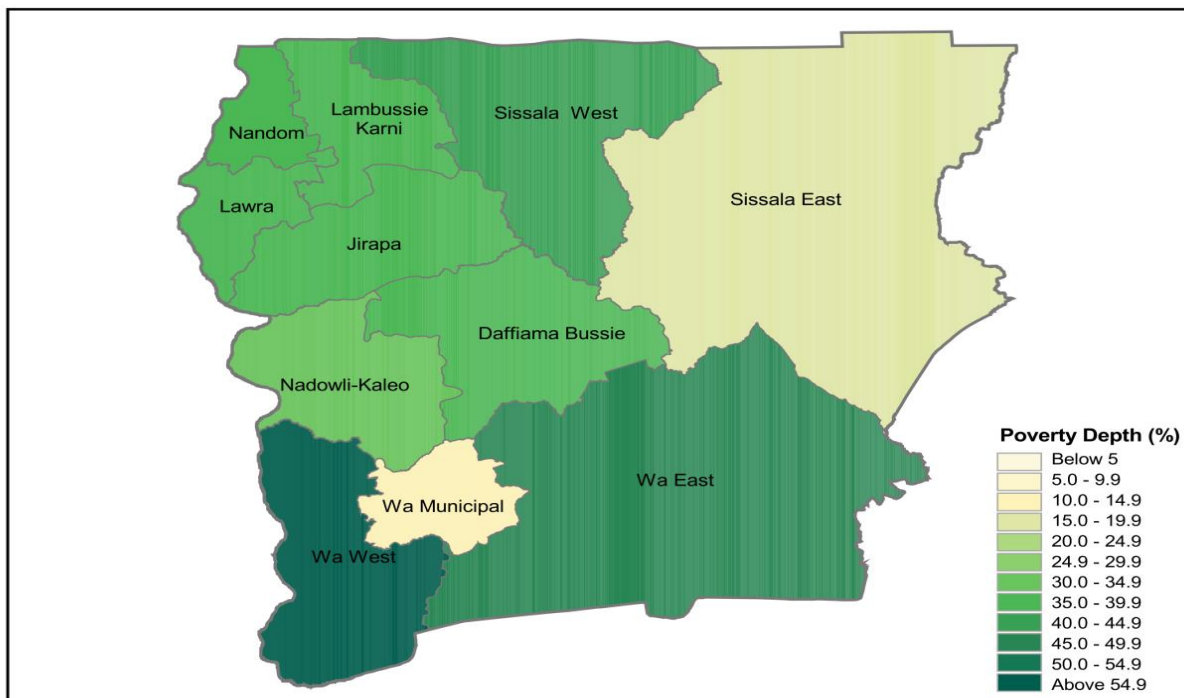 Nandom
Lambussie
Karni
Sissala West
Lawra
Sissala East
Jirapa
Daffiama Bussie
Nadowli-Kaleo
Wa East
Wa Municipal
Wa West
Poverty Depth (%)
Below 5
5.0 - 9.9
10.0 - 14.9
15.0 - 19.9
20.0 - 24.9
24.9 - 29.9
30.0 - 34.9
35.0 - 39.9
40.0 - 44.9
45.0 - 49.9
50.0 - 54.9
Above 54.9